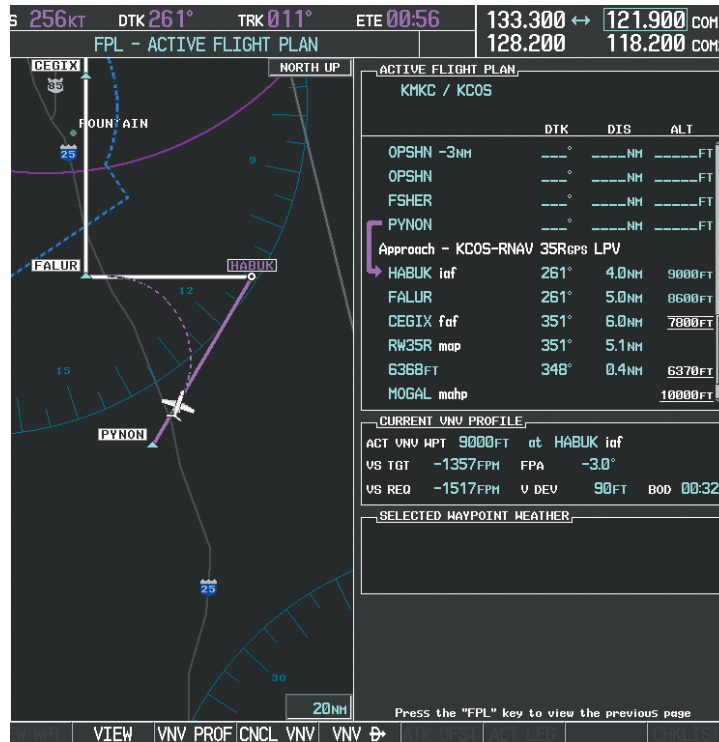 S 256KT DTK 261° TRK 011° ETE 00:56
133.300 ↔ 121.900 COM
128.200 118.200 COM
FPL - ACTIVE FLIGHT PLAN
NORTH UP
CEGIX
85
FOUNTAIN
25
9
FALUR
HABUK
12
15
PYNON
25
30
20NM
ACTIVE FLIGHT PLAN
KMKC / KCOS
DTK DIS ALT
OPSHN -3NM ___° ____NM _____FT
OPSHN ___° ____NM _____FT
FSHER ___° ____NM _____FT
PYNON ___° ____NM _____FT
Approach - KCOS-RNAV 35RGPS LPV
HABUK iaf 261° 4.0NM 9000FT
FALUR 261° 5.0NM 8600FT
CEGIX faf 351° 6.0NM 7800FT
RW35R map 351° 5.1NM
6368FT 348° 0.4NM 6370FT
MOGAL mahp 10000FT
CURRENT VNV PROFILE
ACT VNV WPT 9000FT at HABUK iaf
VS TGT -1357FPM FPA -3.0°
VS REQ -1517FPM V DEV 90FT BOD 00:32
SELECTED WAYPOINT WEATHER
Press the "FPL" key to view the previous page
WPT VIEW VNV PROF CNCL VNV VNV ATK OFST ACT LEG CHKLIST